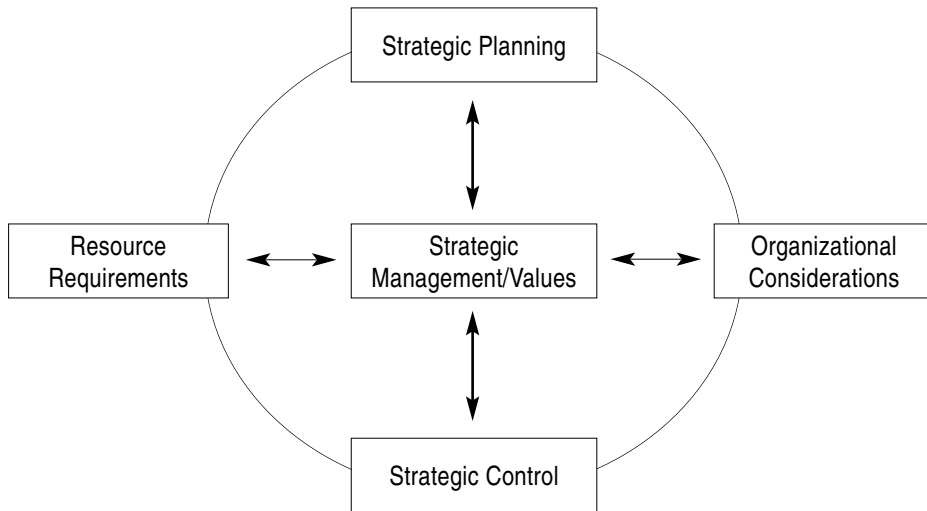 Strategic Planning
Resource
Requirements
Strategic
Management/Values
Organizational
Considerations
Strategic Control